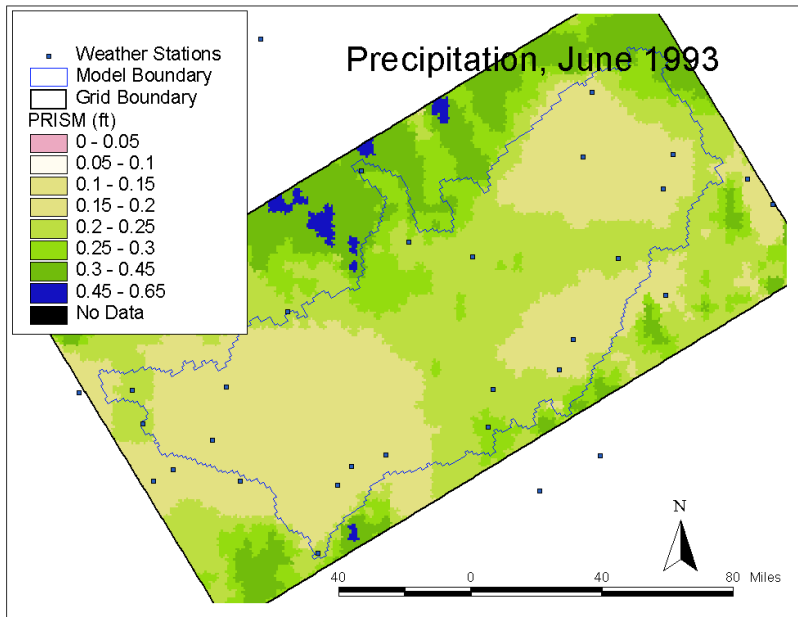 Precipitation, June 1993
Weather Stations
Model Boundary
Grid Boundary
PRISM (ft)
0 - 0.05
0.05 - 0.1
0.1 - 0.15
0.15 - 0.2
0.2 - 0.25
0.25 - 0.3
0.3 - 0.45
0.45 - 0.65
No Data
N
40 0 40 80 Miles